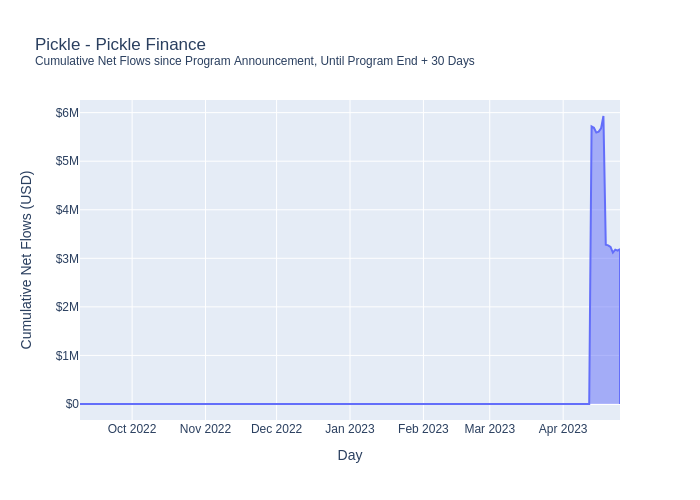 Pickle - Pickle Finance
Cumulative Net Flows since Program Announcement, Until Program End + 30 Days
Cumulative Net Flows (USD)
$6M
$5M
$4M
$3M
$2M
$1M
$0
Oct 2022
Nov 2022
Dec 2022
Jan 2023
Feb 2023
Mar 2023
Apr 2023
Day